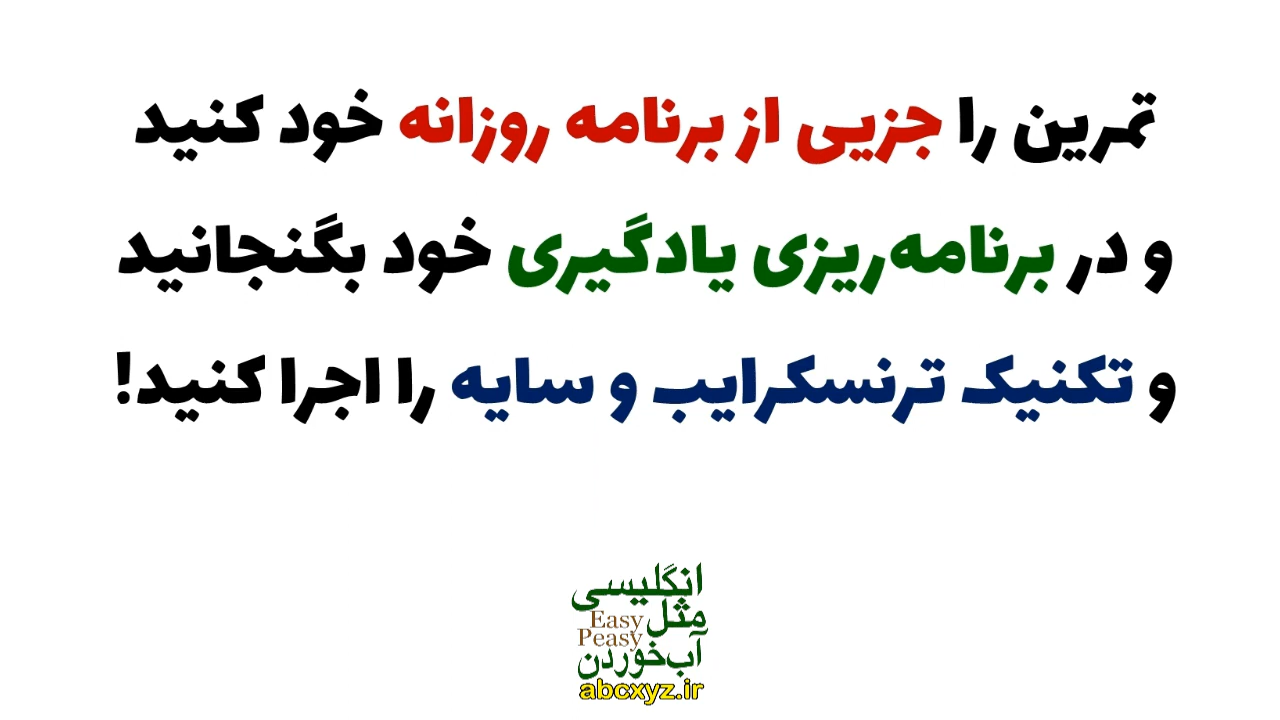 تمرین را جزیی از برنامه روزانه خود کنید
و در برنامه‌ریزی یادگیری خود بگنجانید
و تکنیک ترنسکرایب و سایه را اجرا کنید!
انگلیسی
مثل
Easy
Peasy
آب‌خوردن
abcxyz.ir